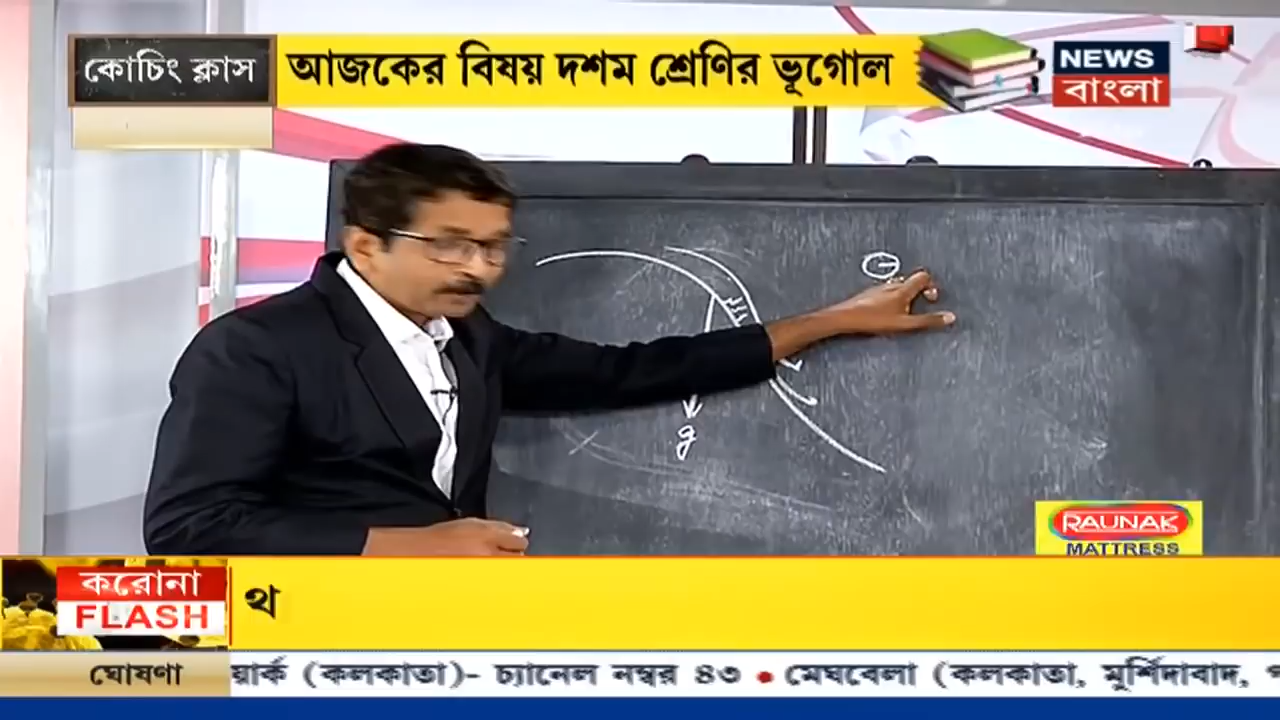 কোচিং ক্লাস
আজকের বিষয় দশম শ্রেণির ভূগোল
NEWS
বাংলা
g
RAUNAK
MATTRESS
করোনা
FLASH
থ
ঘোষণা
য়ার্ক (কলকাতা)- চ্যানেল নম্বর ৪৩ • মেঘবেলা (কলকাতা, মুর্শিদাবাদ,